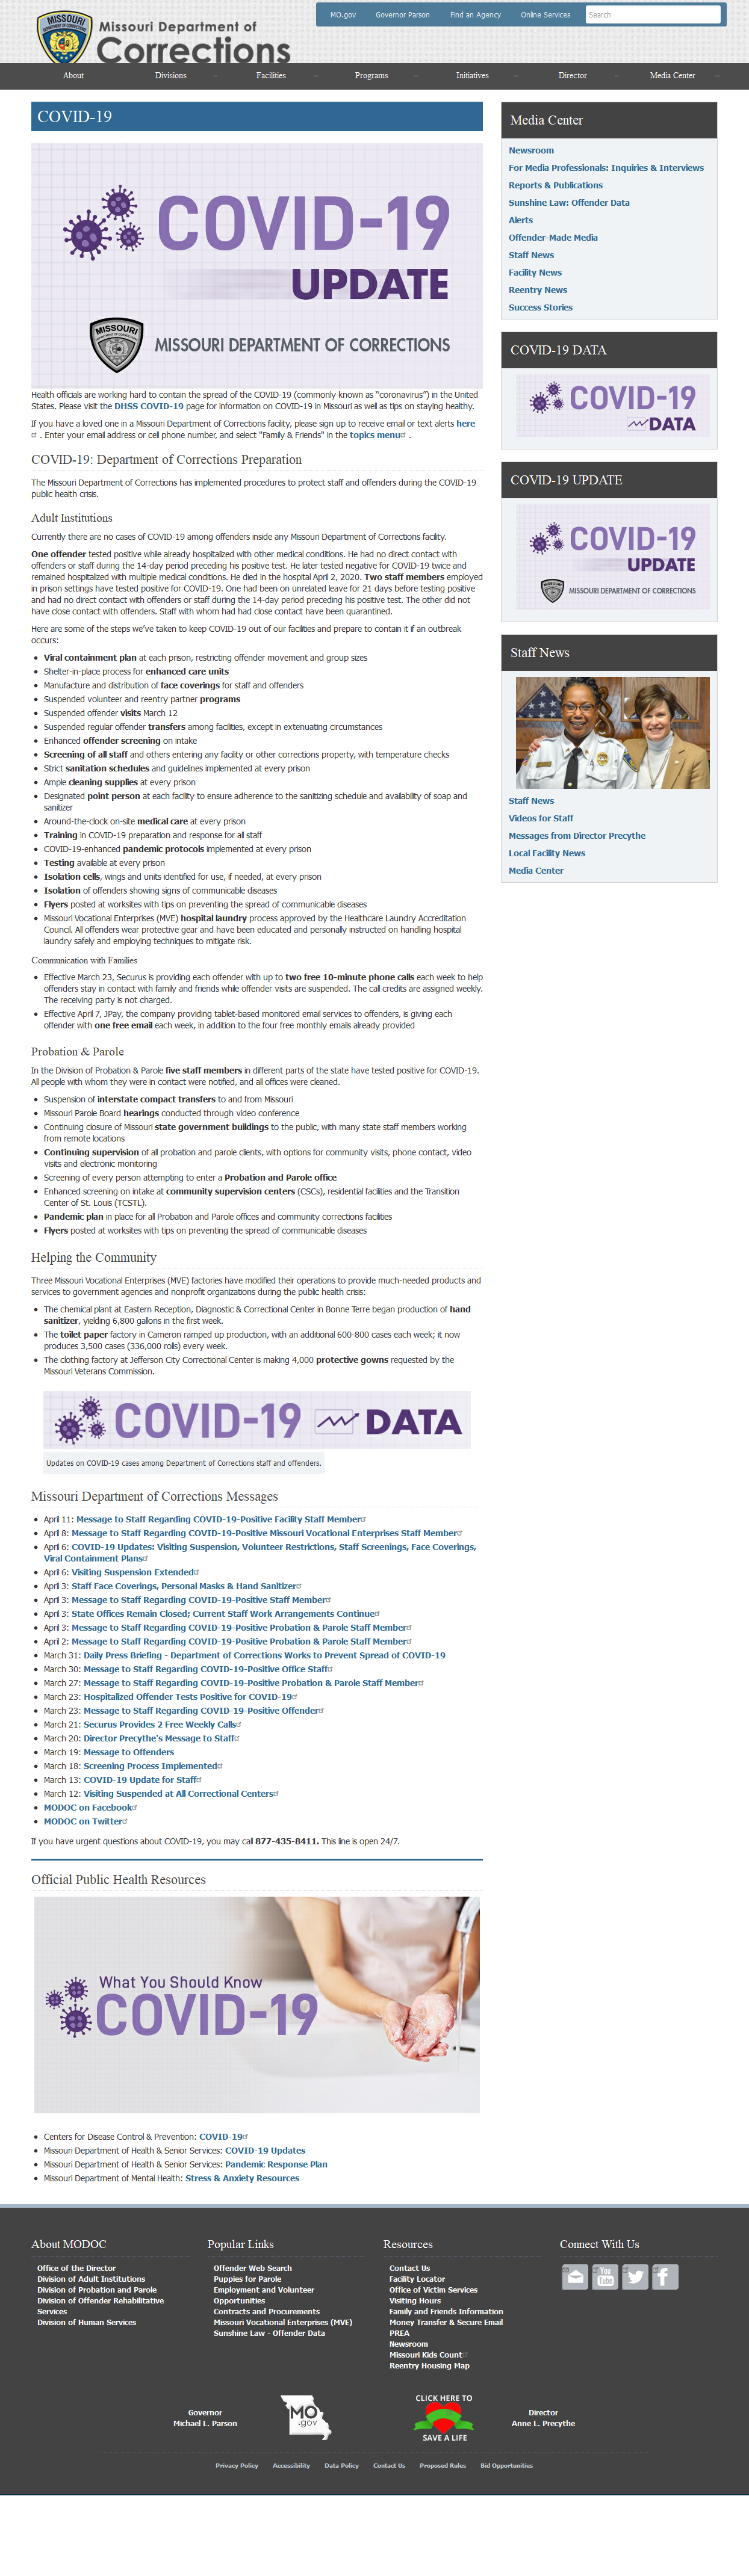 MO.gov
Governor Parson
Find an Agency
Online Services
Search
MISSOURI
Missouri Department of
Corrections
About
Divisions
Facilities
Programs
Initiatives
Director
Media Center
COVID-19
COVID-19
UPDATE
MISSOURI
MISSOURI DEPARTMENT OF CORRECTIONS
Health officials are working hard to contain the spread of the COVID-19 (commonly known as “coronavirus”) in the United
States. Please visit the DHSS COVID-19 page for information on COVID-19 in Missouri as well as tips on staying healthy.
If you have a loved one in a Missouri Department of Corrections facility, please sign up to receive email or text alerts here
. Enter your email address or cell phone number, and select "Family & Friends" in the topics menu .
COVID-19: Department of Corrections Preparation
The Missouri Department of Corrections has implemented procedures to protect staff and offenders during the COVID-19
public health crisis.
Adult Institutions
Currently there are no cases of COVID-19 among offenders inside any Missouri Department of Corrections facility.
One offender tested positive while already hospitalized with other medical conditions. He had no direct contact with
offenders or staff during the 14-day period preceding his positive test. He later tested negative for COVID-19 twice and
remained hospitalized with multiple medical conditions. He died in the hospital April 2, 2020. Two staff members employed
in prison settings have tested positive for COVID-19. One had been on unrelated leave for 21 days before testing positive
and had no direct contact with offenders or staff during the 14-day period preceding his positive test. The other did not
have close contact with offenders. Staff with whom had had close contact have been quarantined.
Here are some of the steps we've taken to keep COVID-19 out of our facilities and prepare to contain it if an outbreak
occurs:
Viral containment plan at each prison, restricting offender movement and group sizes
Shelter-in-place process for enhanced care units
Manufacture and distribution of face coverings for staff and offenders
Suspended volunteer and reentry partner programs
Suspended offender visits March 12
Suspended regular offender transfers among facilities, except in extenuating circumstances
Enhanced offender screening on intake
Screening of all staff and others entering any facility or other corrections property, with temperature checks
Strict sanitation schedules and guidelines implemented at every prison
Ample cleaning supplies at every prison
Designated point person at each facility to ensure adherence to the sanitizing schedule and availability of soap and
sanitizer
Around-the-clock on-site medical care at every prison
Training in COVID-19 preparation and response for all staff
COVID-19-enhanced pandemic protocols implemented at every prison
Testing available at every prison
Isolation cells, wings and units identified for use, if needed, at every prison
Isolation of offenders showing signs of communicable diseases
Flyers posted at worksites with tips on preventing the spread of communicable diseases
Missouri Vocational Enterprises (MVE) hospital laundry process approved by the Healthcare Laundry Accreditation
Council. All offenders wear protective gear and have been educated and personally instructed on handling hospital
laundry safely and employing techniques to mitigate risk.
Communication with Families
Effective March 23, Securus is providing each offender with up to two free 10-minute phone calls each week to help
offenders stay in contact with family and friends while offender visits are suspended. The call credits are assigned weekly.
The receiving party is not charged.
Effective April 7, JPay, the company providing tablet-based monitored email services to offenders, is giving each
offender with one free email each week, in addition to the four free monthly emails already provided
Probation & Parole
In the Division of Probation & Parole five staff members in different parts of the state have tested positive for COVID-19.
All people with whom they were in contact were notified, and all offices were cleaned.
Suspension of interstate compact transfers to and from Missouri
Missouri Parole Board hearings conducted through video conference
Continuing closure of Missouri state government buildings to the public, with many state staff members working
from remote locations
Continuing supervision of all probation and parole clients, with options for community visits, phone contact, video
visits and electronic monitoring
Screening of every person attempting to enter a Probation and Parole office
Enhanced screening on intake at community supervision centers (CSCs), residential facilities and the Transition
Center of St. Louis (TCSTL).
Pandemic plan in place for all Probation and Parole offices and community corrections facilities
Flyers posted at worksites with tips on preventing the spread of communicable diseases
Helping the Community
Three Missouri Vocational Enterprises (MVE) factories have modified their operations to provide much-needed products and
services to government agencies and nonprofit organizations during the public health crisis:
The chemical plant at Eastern Reception, Diagnostic & Correctional Center in Bonne Terre began production of hand
sanitizer, yielding 6,800 gallons in the first week.
The toilet paper factory in Cameron ramped up production, with an additional 600-800 cases each week; it now
produces 3,500 cases (336,000 rolls) every week.
The clothing factory at Jefferson City Correctional Center is making 4,000 protective gowns requested by the
Missouri Veterans Commission.
COVID-19 DATA
Updates on COVID-19 cases among Department of Corrections staff and offenders.
Missouri Department of Corrections Messages
April 11: Message to Staff Regarding COVID-19-Positive Facility Staff Member
April 8: Message to Staff Regarding COVID-19-Positive Missouri Vocational Enterprises Staff Member
April 6: COVID-19 Updates: Visiting Suspension, Volunteer Restrictions, Staff Screenings, Face Coverings,
Viral Containment Plans
April 6: Visiting Suspension Extended
April 3: Staff Face Coverings, Personal Masks & Hand Sanitizer
April 3: Message to Staff Regarding COVID-19-Positive Staff Member
April 3: State Offices Remain Closed; Current Staff Work Arrangements Continue
April 3: Message to Staff Regarding COVID-19-Positive Probation & Parole Staff Member
April 2: Message to Staff Regarding COVID-19-Positive Probation & Parole Staff Member
March 31: Daily Press Briefing - Department of Corrections Works to Prevent Spread of COVID-19
March 30: Message to Staff Regarding COVID-19-Positive Office Staff
March 27: Message to Staff Regarding COVID-19-Positive Probation & Parole Staff Member
March 23: Hospitalized Offender Tests Positive for COVID-19
March 23: Message to Staff Regarding COVID-19-Positive Offender
March 21: Securus Provides 2 Free Weekly Calls
March 20: Director Precythe's Message to Staff
March 19: Message to Offenders
March 18: Screening Process Implemented
March 13: COVID-19 Update for Staff
March 12: Visiting Suspended at All Correctional Centers
MODOC on Facebook
MODOC on Twitter
If you have urgent questions about COVID-19, you may call 877-435-8411. This line is open 24/7.
Official Public Health Resources
What You Should Know
COVID-19
Centers for Disease Control & Prevention: COVID-19
Missouri Department of Health & Senior Services: COVID-19 Updates
Missouri Department of Health & Senior Services: Pandemic Response Plan
Missouri Department of Mental Health: Stress & Anxiety Resources
Media Center
Newsroom
For Media Professionals: Inquiries & Interviews
Reports & Publications
Sunshine Law: Offender Data
Alerts
Offender-Made Media
Staff News
Facility News
Reentry News
Success Stories
COVID-19 DATA
COVID-19
DATA
COVID-19 UPDATE
COVID-19
UPDATE
MISSOURI DEPARTMENT OF CORRECTIONS
Staff News
Staff News
Videos for Staff
Messages from Director Precythe
Local Facility News
Media Center
About MODOC
Office of the Director
Division of Adult Institutions
Division of Probation and Parole
Division of Offender Rehabilitative
Services
Division of Human Services
Popular Links
Offender Web Search
Puppies for Parole
Employment and Volunteer
Opportunities
Contracts and Procurements
Missouri Vocational Enterprises (MVE)
Sunshine Law - Offender Data
Resources
Contact Us
Facility Locator
Office of Victim Services
Visiting Hours
Family and Friends Information
Money Transfer & Secure Email
PREA
Newsroom
Missouri Kids Count
Reentry Housing Map
Connect With Us
You
Tube
Governor
Michael L. Parson
MO
.gov
CLICK HERE TO
SAVE A LIFE
Director
Anne L. Precythe
Privacy Policy
Accessibility
Data Policy
Contact Us
Proposed Rules
Bid Opportunities